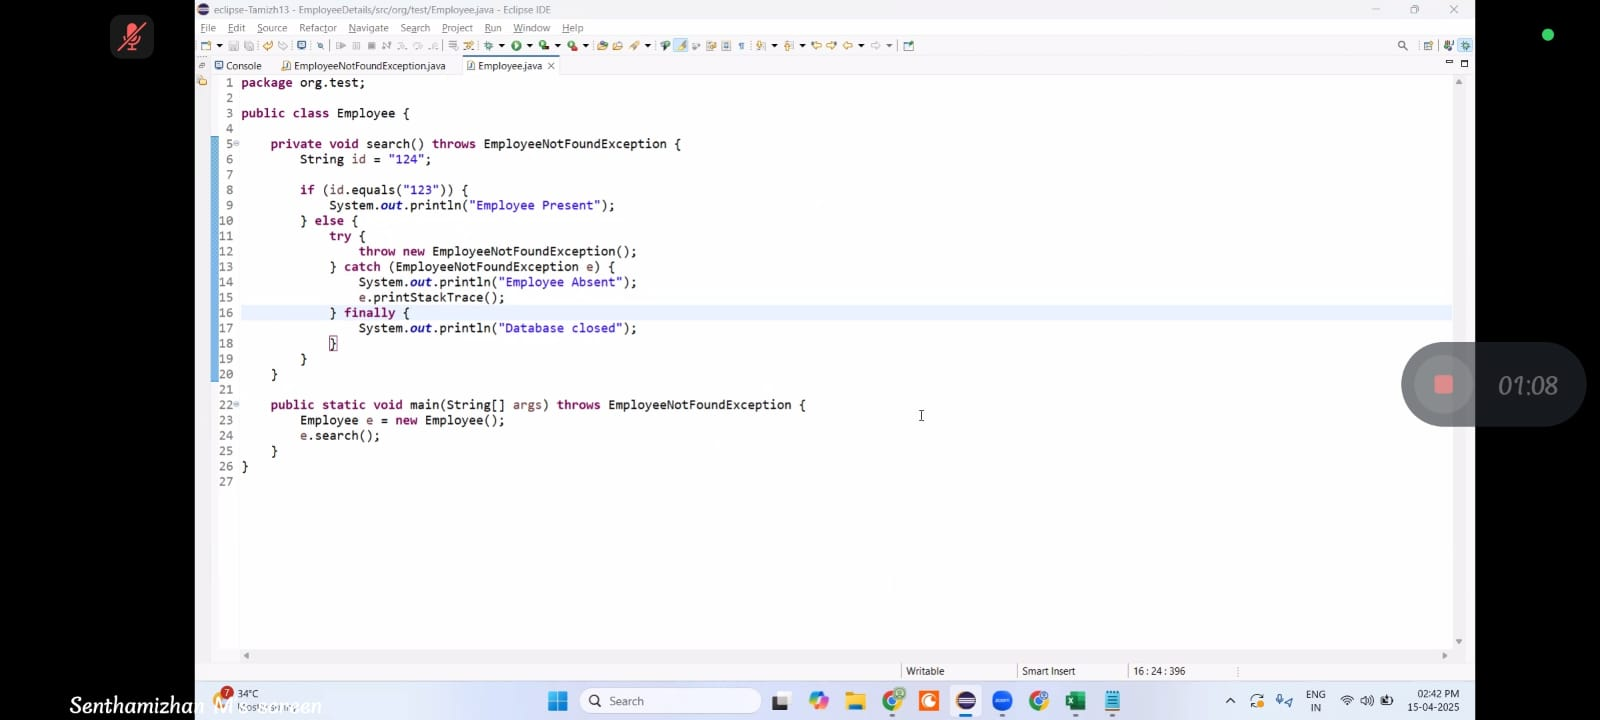 eclipse-Tamizh13 - EmployeeDetails/src/org/test/Employee.java - Eclipse IDE
File Edit Source Refactor Navigate Search Project Run Window Help
Console EmployeeNotFoundException.java Employee.java
1 package org.test;
2
3 public class Employee {
4
5 private void search() throws EmployeeNotFoundException {
6 String id = "124";
7
8 if (id.equals("123")) {
9 System.out.println("Employee Present");
10 } else {
11 try {
12 throw new EmployeeNotFoundException();
13 } catch (EmployeeNotFoundException e) {
14 System.out.println("Employee Absent");
15 e.printStackTrace();
16 } finally {
17 System.out.println("Database closed");
18 }
19 }
20 }
21
22 public static void main(String[] args) throws EmployeeNotFoundException {
23 Employee e = new Employee();
24 e.search();
25 }
26 }
27
01:08
Writable Smart Insert 16 : 24 : 396
7 34°C
Search
ENG
IN
02:42 PM
15-04-2025
Senthamizhan M's screen